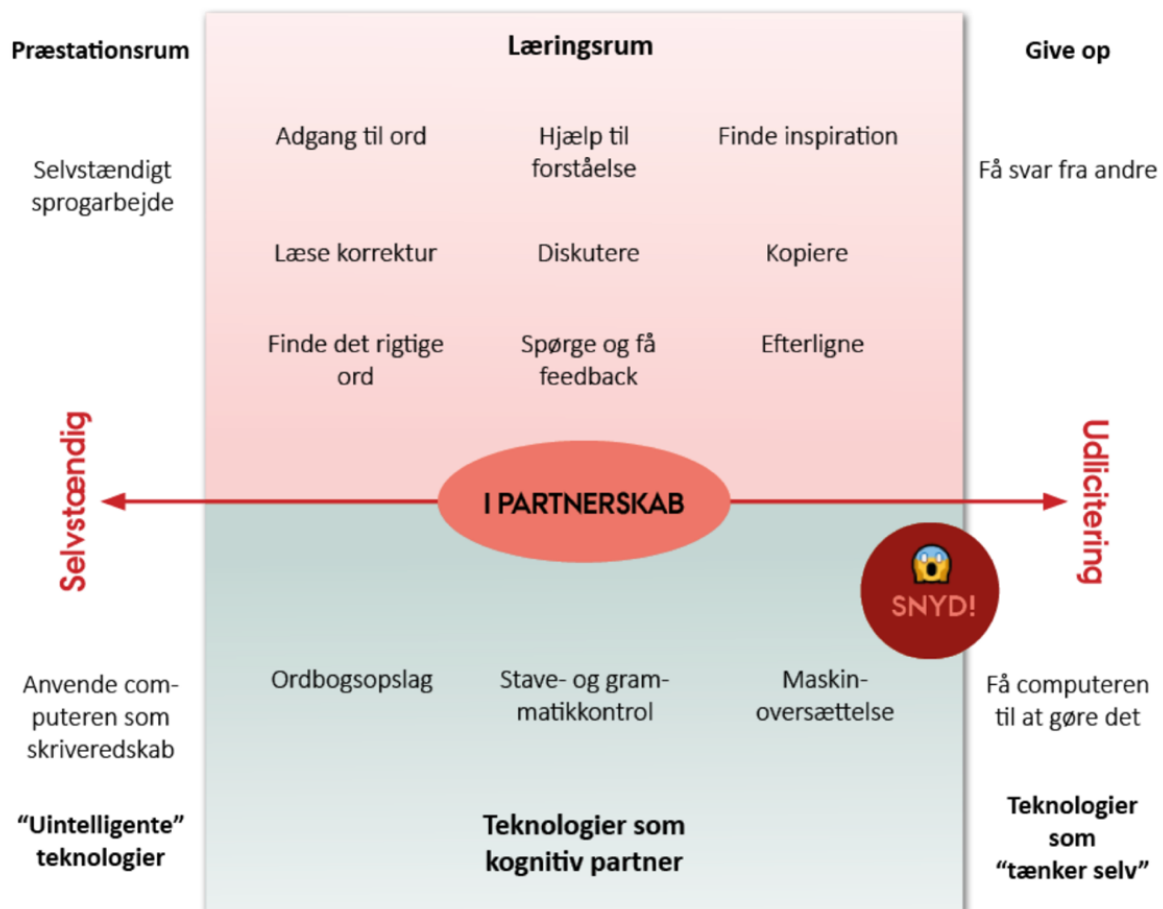 Præstationsrum
Læringsrum
Give op
Adgang til ord
Hjælp til
forståelse
Finde inspiration
Selvstændigt
sprogarbejde
Få svar fra andre
Læse korrektur
Diskutere
Kopiere
Finde det rigtige
ord
Spørge og få
feedback
Efterligne
Selvstændig
I PARTNERSKAB
Udlicitering
SNYD!
Anvende com-
puteren som
skriveredskab
Ordbogsopslag
Stave- og gram-
matikkontrol
Maskin-
oversættelse
Få computeren
til at gøre det
“Uintelligente”
teknologier
Teknologier som
kognitiv partner
Teknologier
som
“tænker selv”